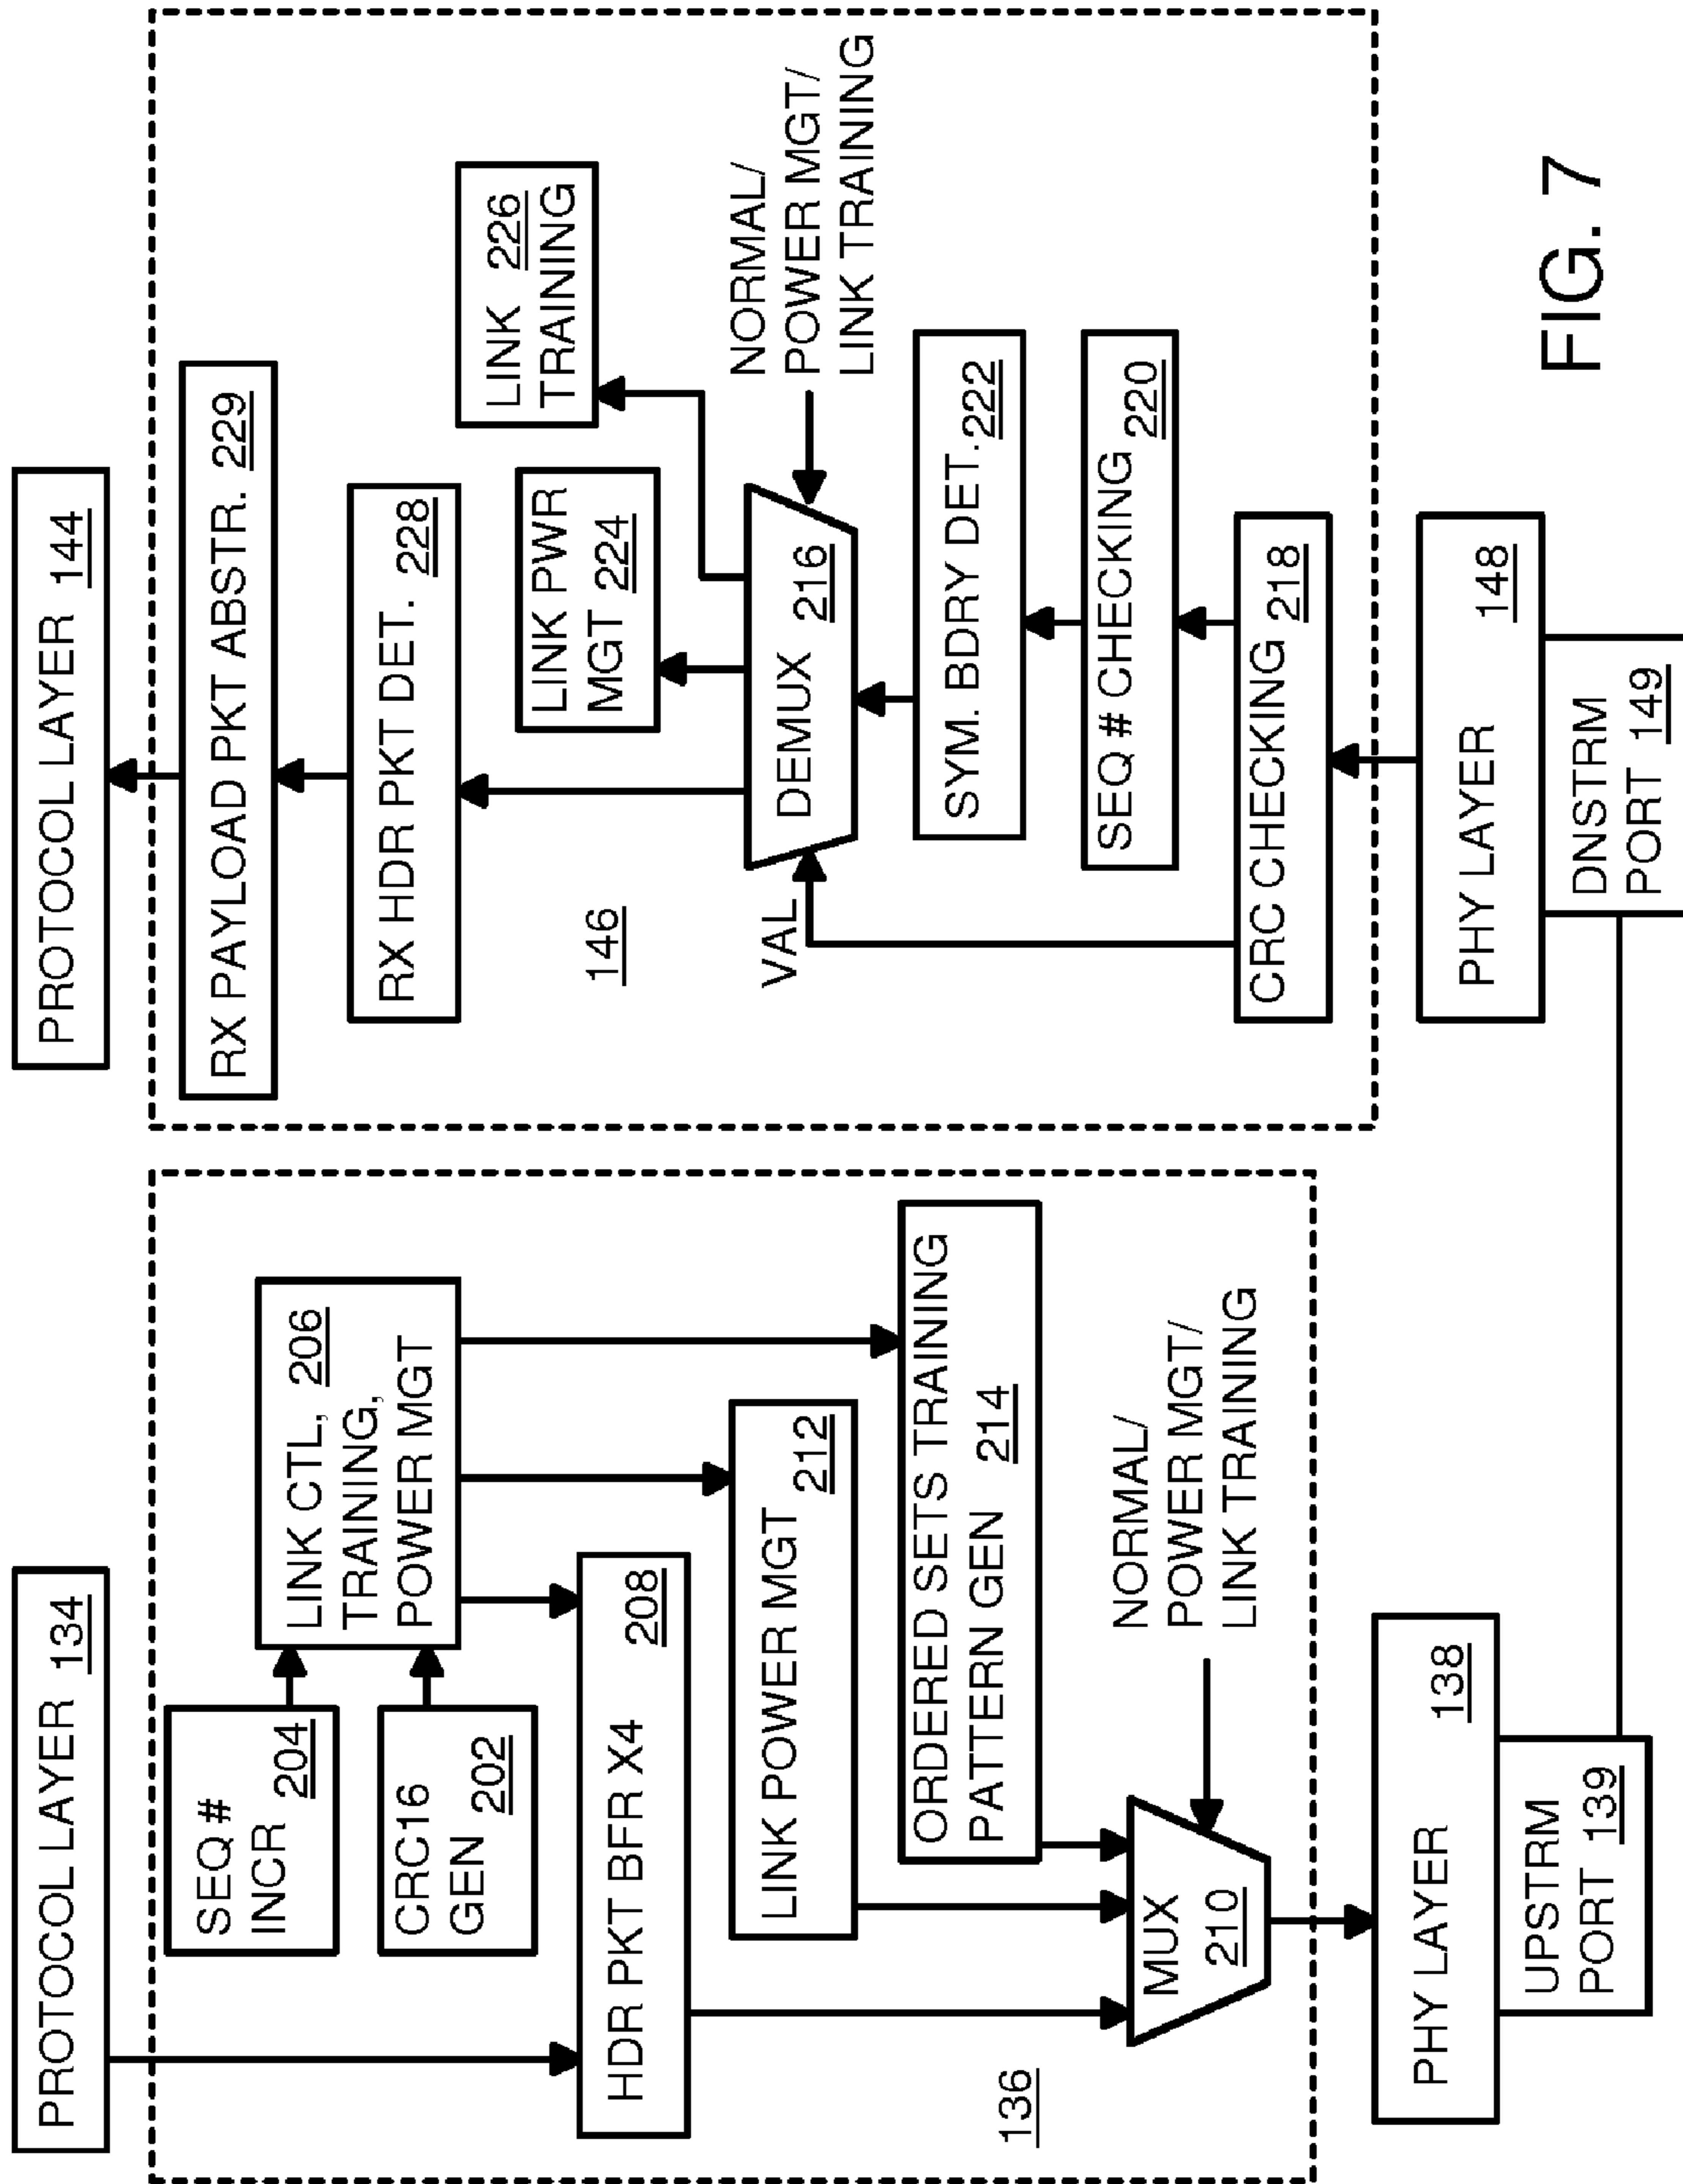 PROTOCOL LAYER 134
SEQ #
INCR 204
CRC16
GEN 202
LINK CTL, 206
TRAINING,
POWER MGT
HDR PKT BFR X4 208
LINK POWER MGT 212
ORDERED SETS TRAINING
PATTERN GEN 214
MUX
210
NORMAL/
POWER MGT/
LINK TRAINING
136
PHY LAYER 138
UPSTRM
PORT 139
PROTOCOL LAYER 144
RX PAYLOAD PKT ABSTR. 229
RX HDR PKT DET. 228
LINK PWR
MGT 224
LINK 226
TRAINING
146
VAL
DEMUX 216
NORMAL/
POWER MGT/
LINK TRAINING
SYM. BDRY DET. 222
SEQ # CHECKING 220
CRC CHECKING 218
PHY LAYER 148
DNSTRM
PORT 149
FIG. 7